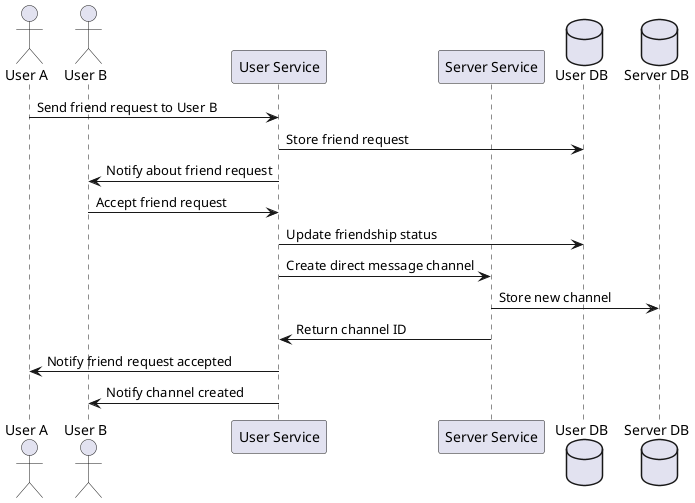 User A
User B
User Service
Server Service
User DB
Server DB
Send friend request to User B
Store friend request
Notify about friend request
Accept friend request
Update friendship status
Create direct message channel
Store new channel
Return channel ID
Notify friend request accepted
Notify channel created
User A
User B
User Service
Server Service
User DB
Server DB